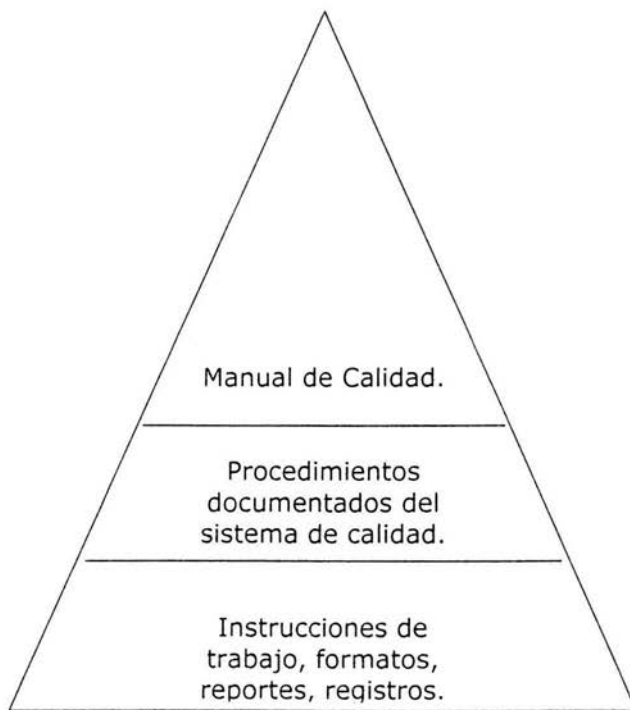 Manual de Calidad.
Procedimientos
documentados del
sistema de calidad.
Instrucciones de
trabajo, formatos,
reportes, registros.